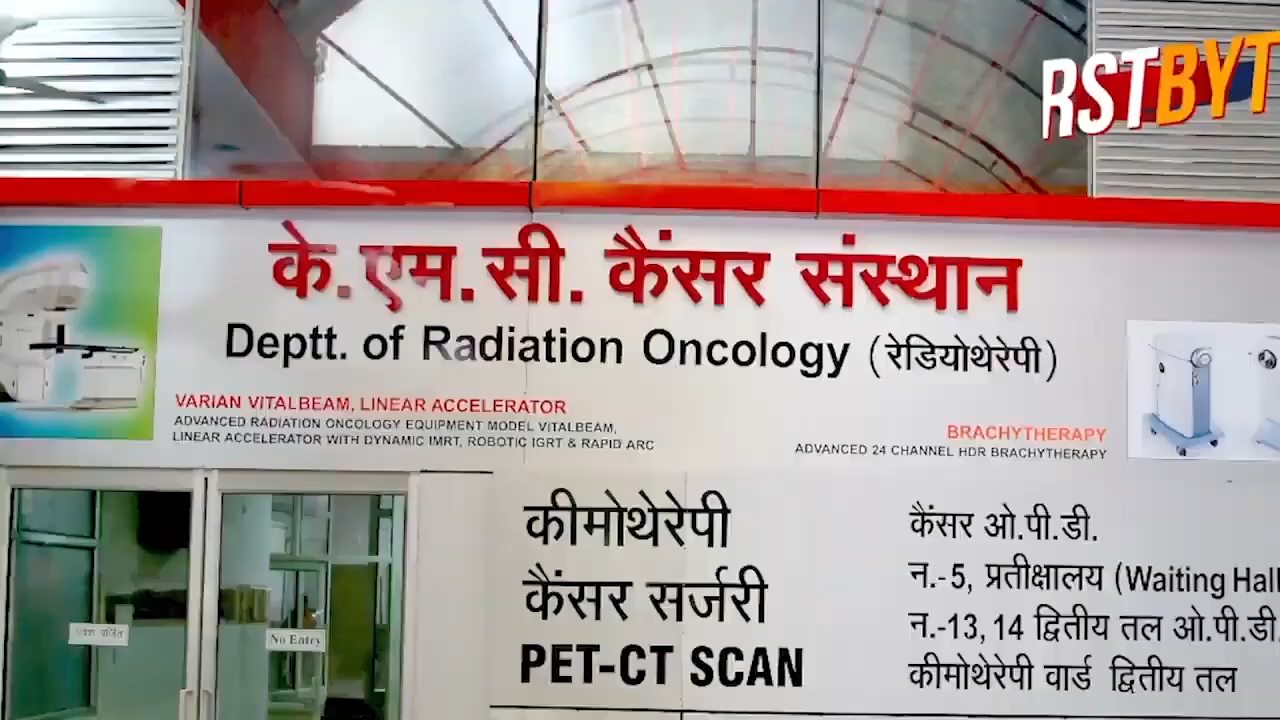 RSTBYT
के.एम.सी. कैंसर संस्थान
Deptt. of Radiation Oncology (रेडियोथेरेपी)
VARIAN VITALBEAM, LINEAR ACCELERATOR
ADVANCED RADIATION ONCOLOGY EQUIPMENT MODEL VITALBEAM,
LINEAR ACCELERATOR WITH DYNAMIC IMRT, ROBOTIC IGRT & RAPID ARC
BRACHYTHERAPY
ADVANCED 24 CHANNEL HDR BRACHYTHERAPY
कीमोथेरेपी
कैंसर सर्जरी
PET-CT SCAN
कैंसर ओ.पी.डी.
न.-5, प्रतीक्षालय (Waiting Hall
न.-13, 14 द्वितीय तल ओ.पी.डी.
कीमोथेरेपी वार्ड द्वितीय तल
No Entry